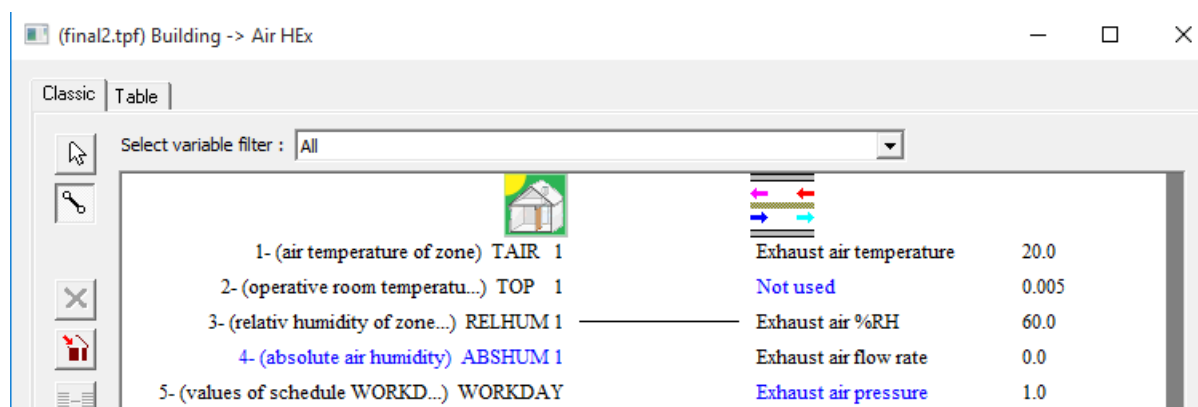 (final2.tpf) Building -> Air HEx
Classic Table
Select variable filter : All
1- (air temperature of zone) TAIR 1 Exhaust air temperature 20.0
2- (operative room temperatu...) TOP 1 Not used 0.005
3- (relativ humidity of zone...) RELHUM 1 Exhaust air %RH 60.0
4- (absolute air humidity) ABSHUM 1 Exhaust air flow rate 0.0
5- (values of schedule WORKD...) WORKDAY Exhaust air pressure 1.0